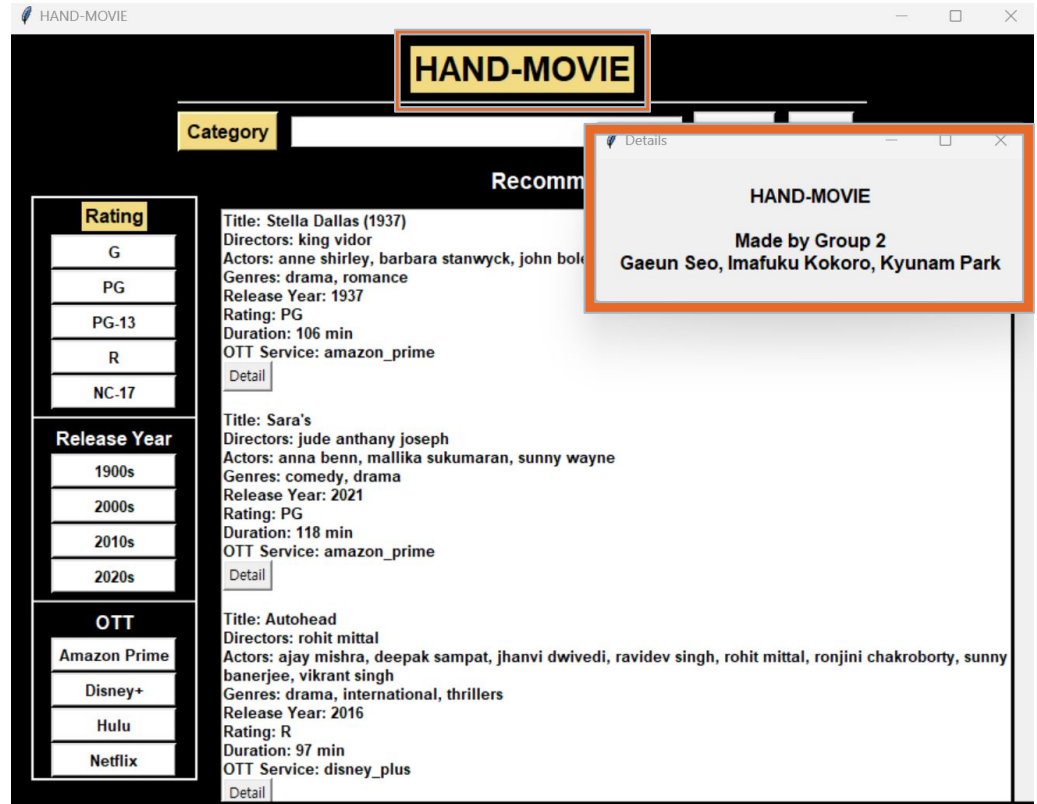 HAND-MOVIE
HAND-MOVIE
Category
Details
HAND-MOVIE
Made by Group 2
Gaeun Seo, Imafuku Kokoro, Kyunam Park
Rating
G
PG
PG-13
R
NC-17
Release Year
1900s
2000s
2010s
2020s
OTT
Amazon Prime
Disney+
Hulu
Netflix
Recomm
Title: Stella Dallas (1937)
Directors: king vidor
Actors: anne shirley, barbara stanwyck, john bole
Genres: drama, romance
Release Year: 1937
Rating: PG
Duration: 106 min
OTT Service: amazon_prime
Detail
Title: Sara's
Directors: jude anthany joseph
Actors: anna benn, mallika sukumaran, sunny wayne
Genres: comedy, drama
Release Year: 2021
Rating: PG
Duration: 118 min
OTT Service: amazon_prime
Detail
Title: Autohead
Directors: rohit mittal
Actors: ajay mishra, deepak sampat, jhanvi dwivedi, ravidev singh, rohit mittal, ronjini chakroborty, sunny
banerjee, vikrant singh
Genres: drama, international, thrillers
Release Year: 2016
Rating: R
Duration: 97 min
OTT Service: disney_plus
Detail